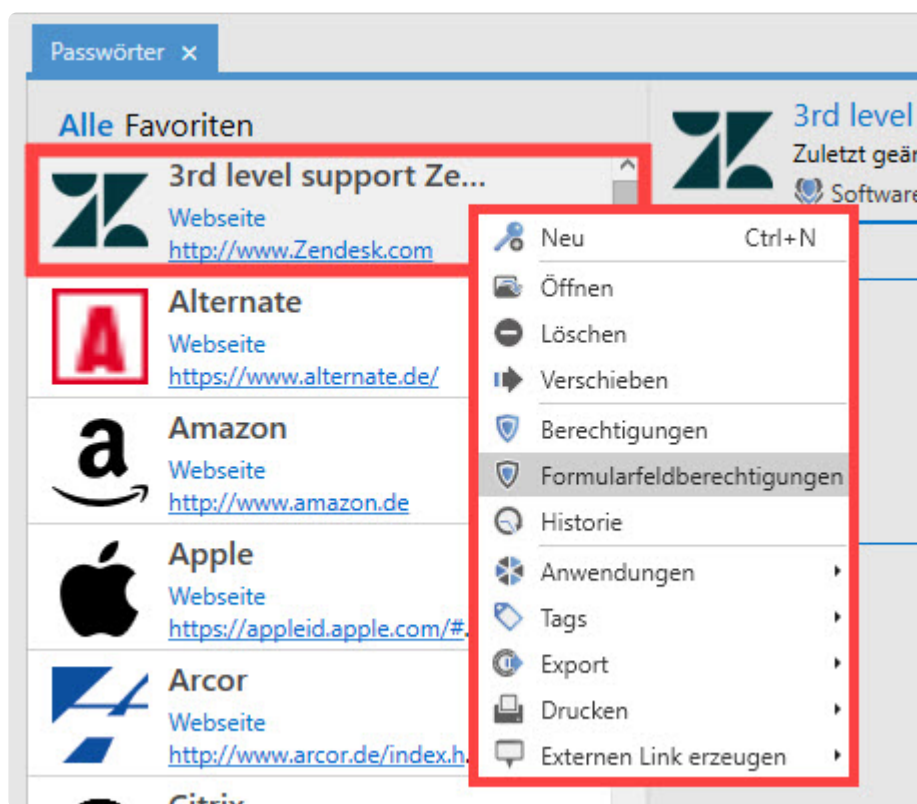 Passwörter ×
Alle Favoriten
3rd level support Ze...
Webseite
http://www.Zendesk.com
Alternate
Webseite
https://www.alternate.de/
Amazon
Webseite
http://www.amazon.de
Apple
Webseite
https://appleid.apple.com/#.
Arcor
Webseite
http://www.arcor.de/index.h.
Citrix
3rd level
Zuletzt geär
Software
Neu Ctrl+N
Öffnen
Löschen
Verschieben
Berechtigungen
Formularfeldberechtigungen
Historie
Anwendungen
Tags
Export
Drucken
Externen Link erzeugen